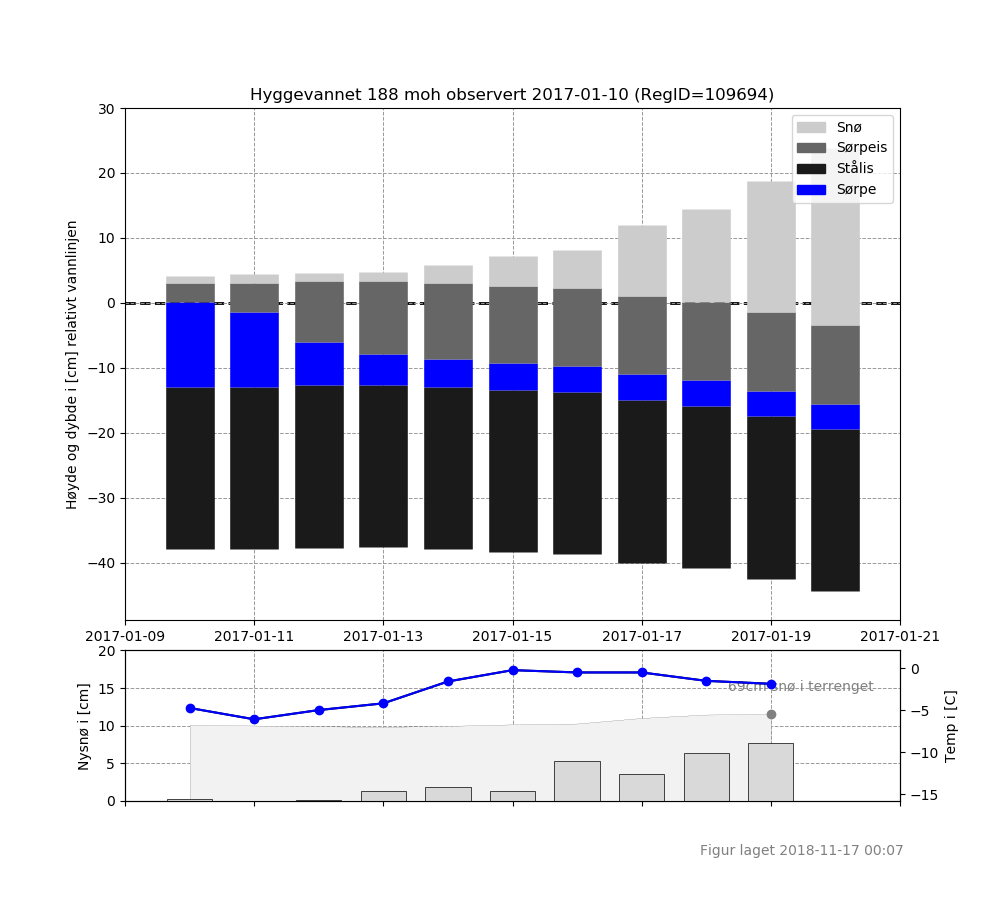 Hyggevannet 188 moh observert 2017-01-10 (RegID=109694)
Høyde og dybde i [cm] relativt vannlinjen
30
20
10
0
−10
−20
−30
−40
Snø
Sørpeis
Stålis
Sørpe
2017-01-09
2017-01-11
2017-01-13
2017-01-15
2017-01-17
2017-01-19
2017-01-21
Nysnø i [cm]
20
15
10
5
0
69cm snø i terrenget
0
−5
−10
−15
Temp i [C]
Figur laget 2018-11-17 00:07